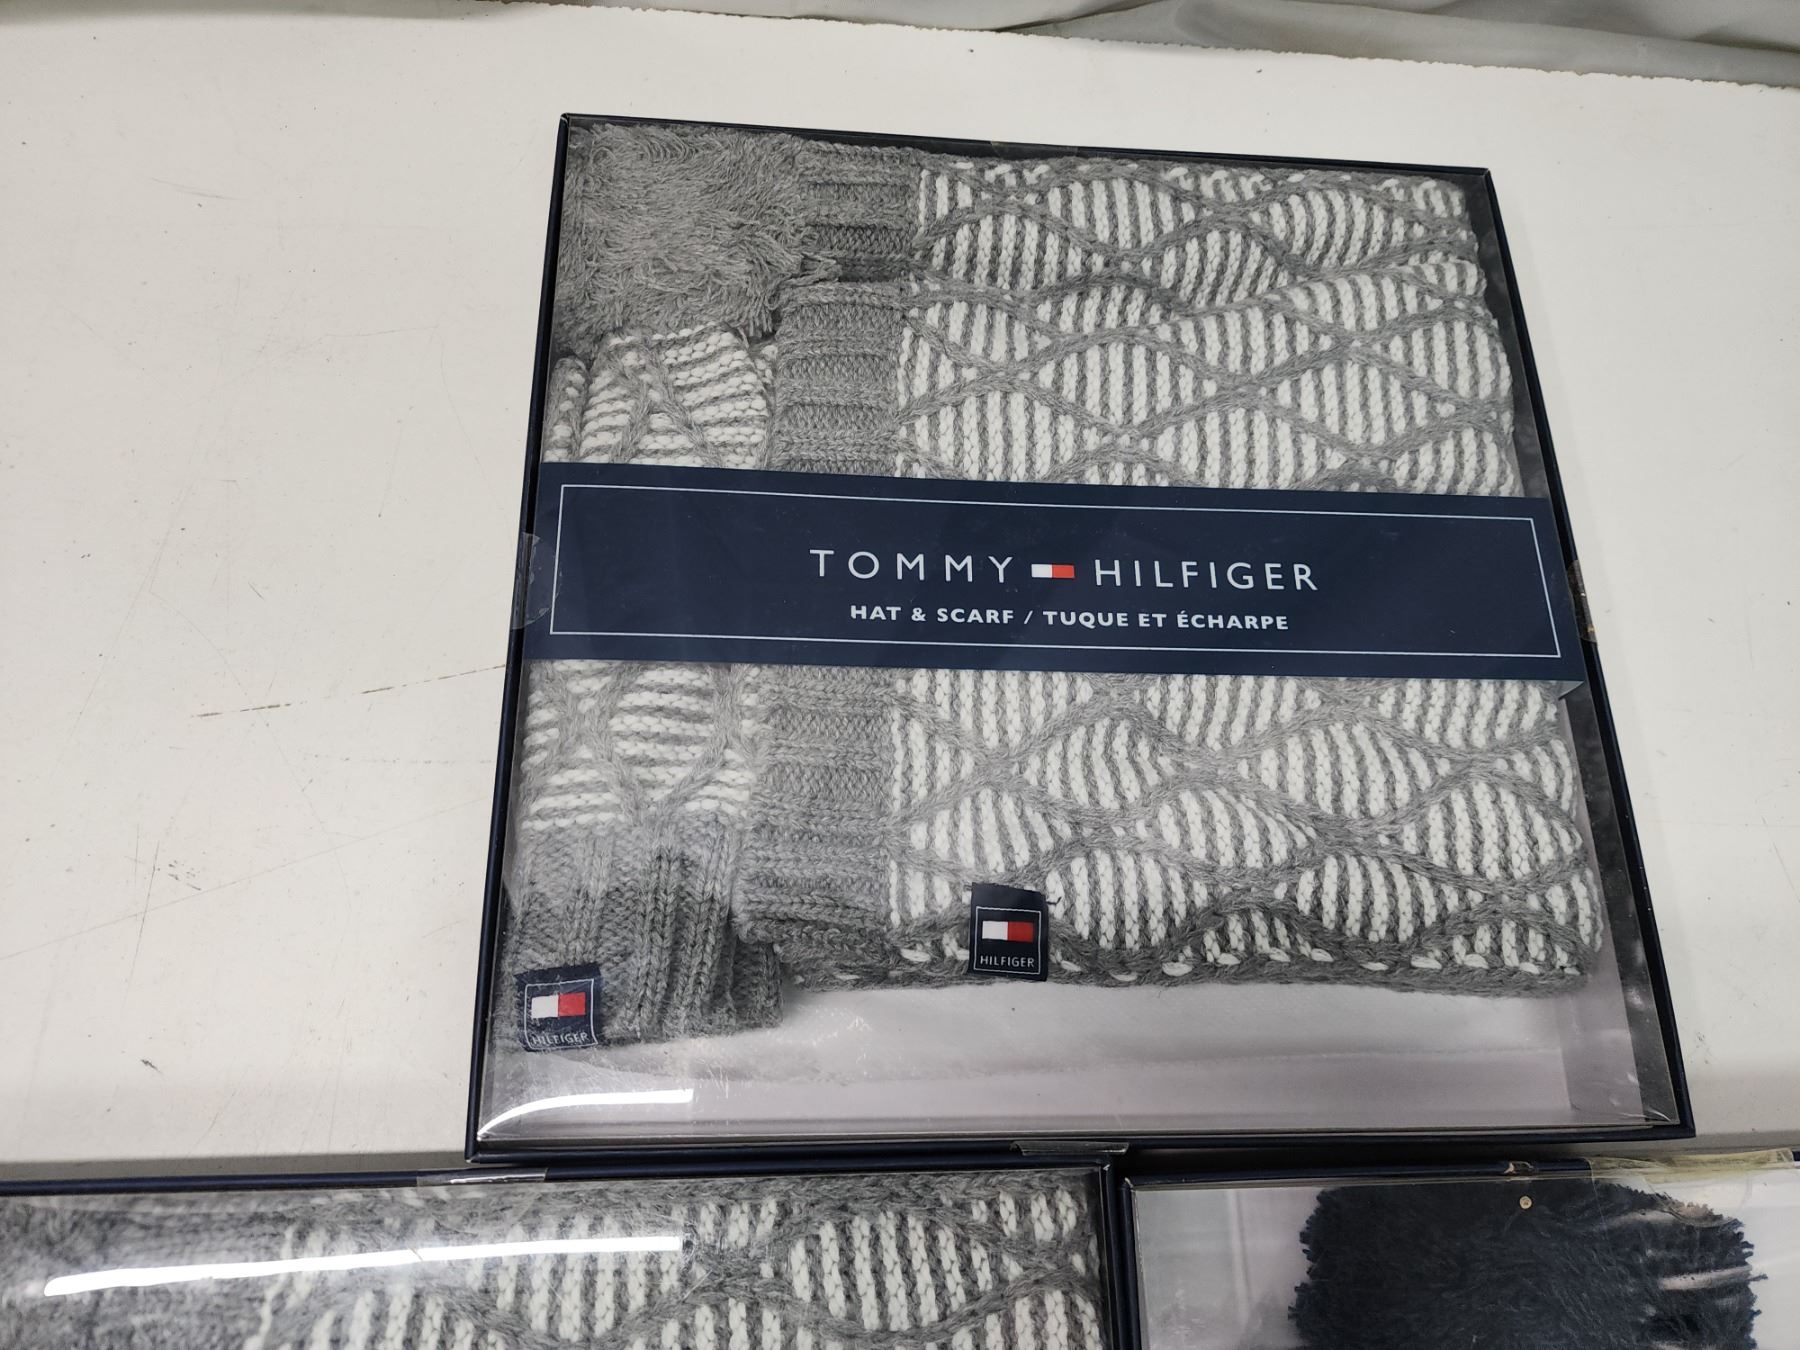 TOMMY HILFIGER
HAT & SCARF / TUQUE ET ÉCHARPE
HILFIGER
HILFIGER